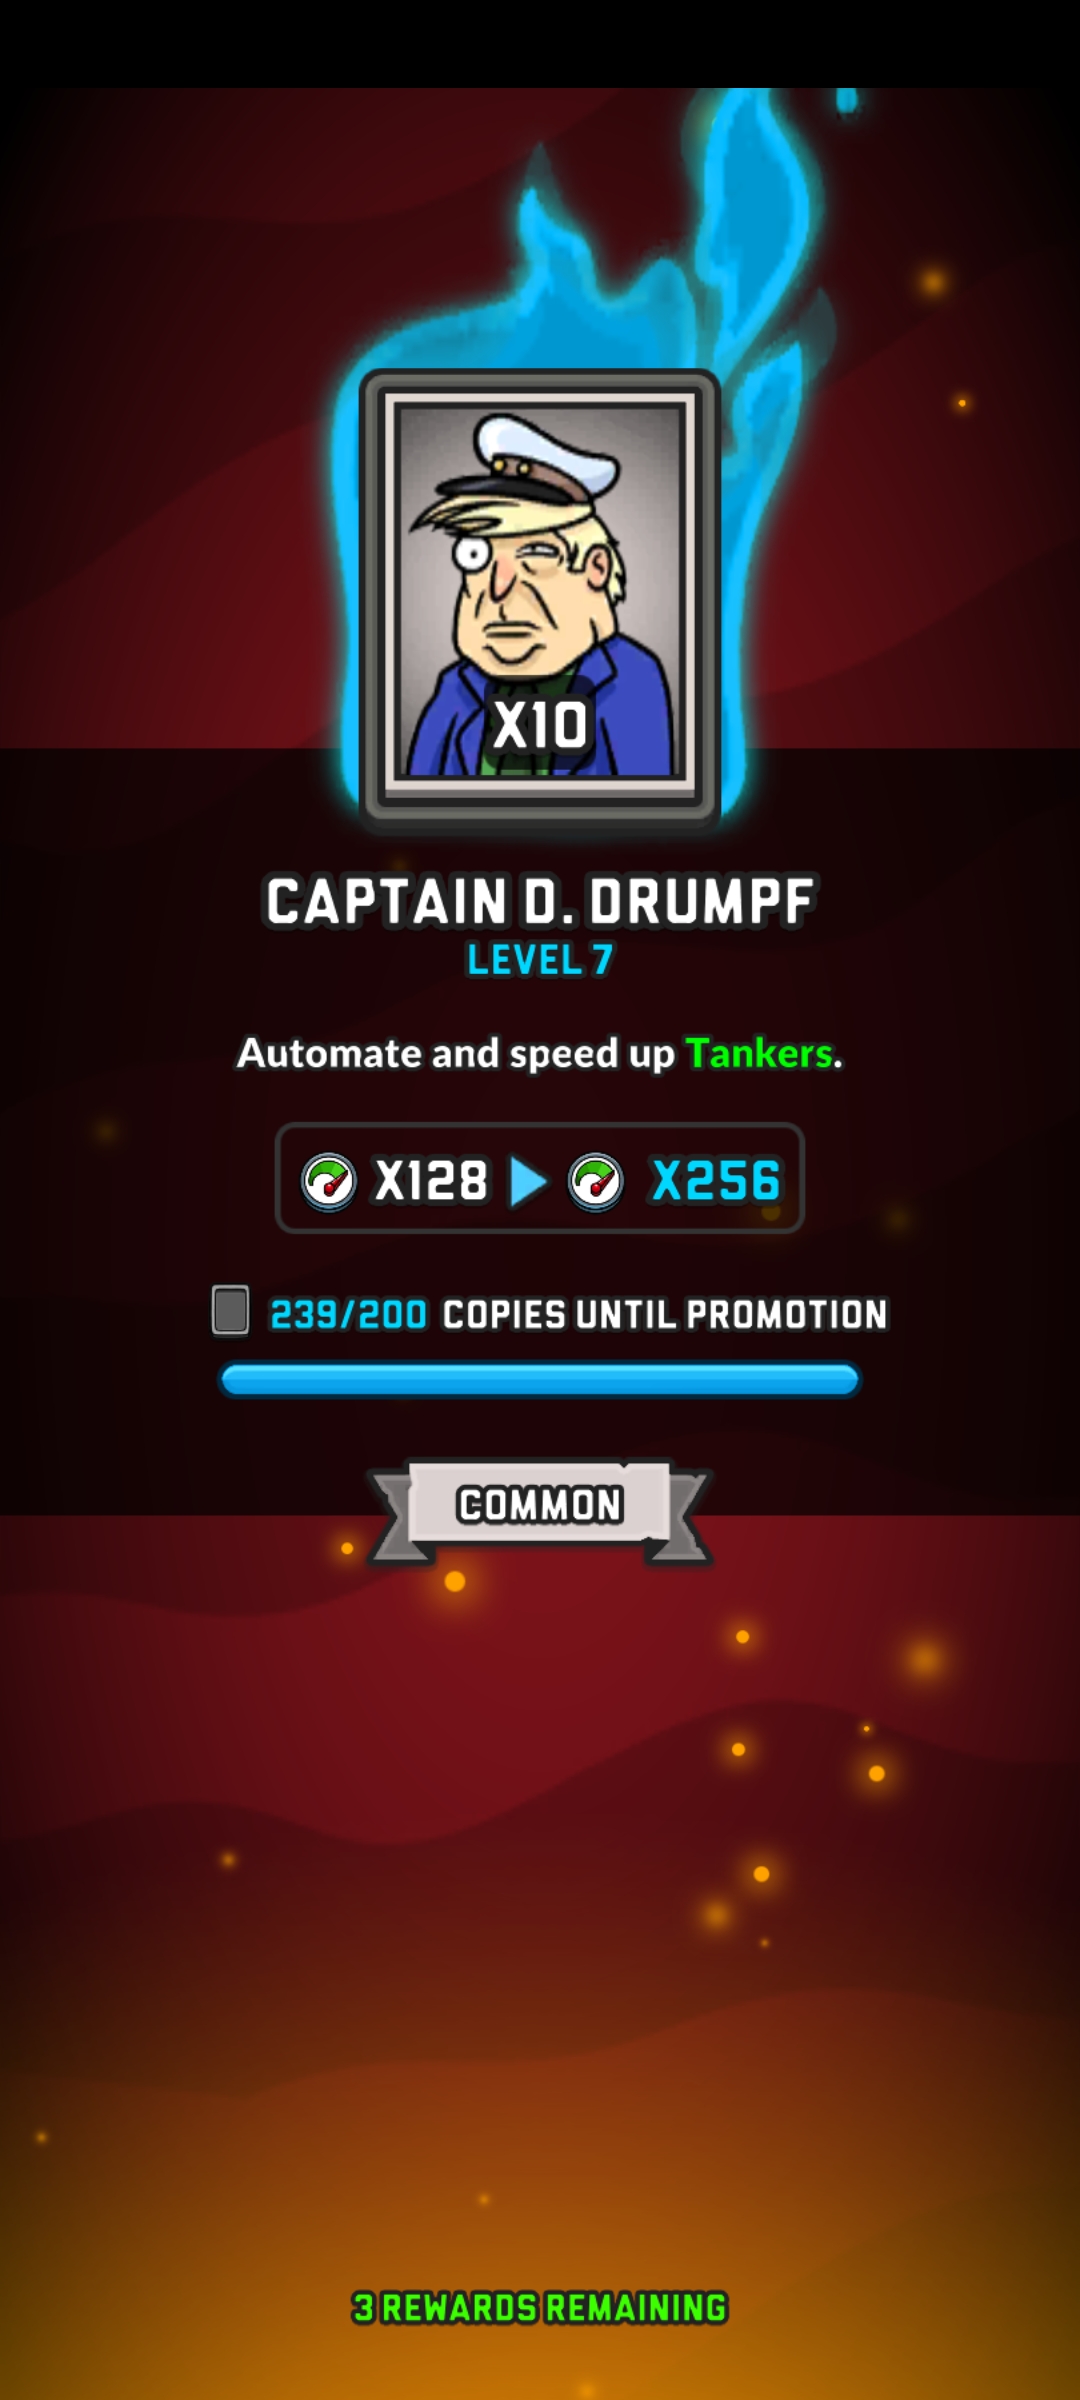 X10
CAPTAIN D. DRUMPF
LEVEL 7
Automate and speed up Tankers.
X128 X256
239/200 COPIES UNTIL PROMOTION
COMMON
3 REWARDS REMAINING